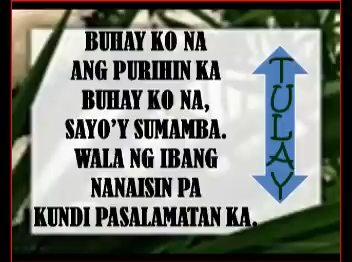 BUHAY KO NA
ANG PURIHIN KA
BUHAY KO NA,
SAYO'Y SUMAMBA.
WALA NG IBANG
NANAISIN PA
KUNDI PASALAMATAN KA.
TULAY